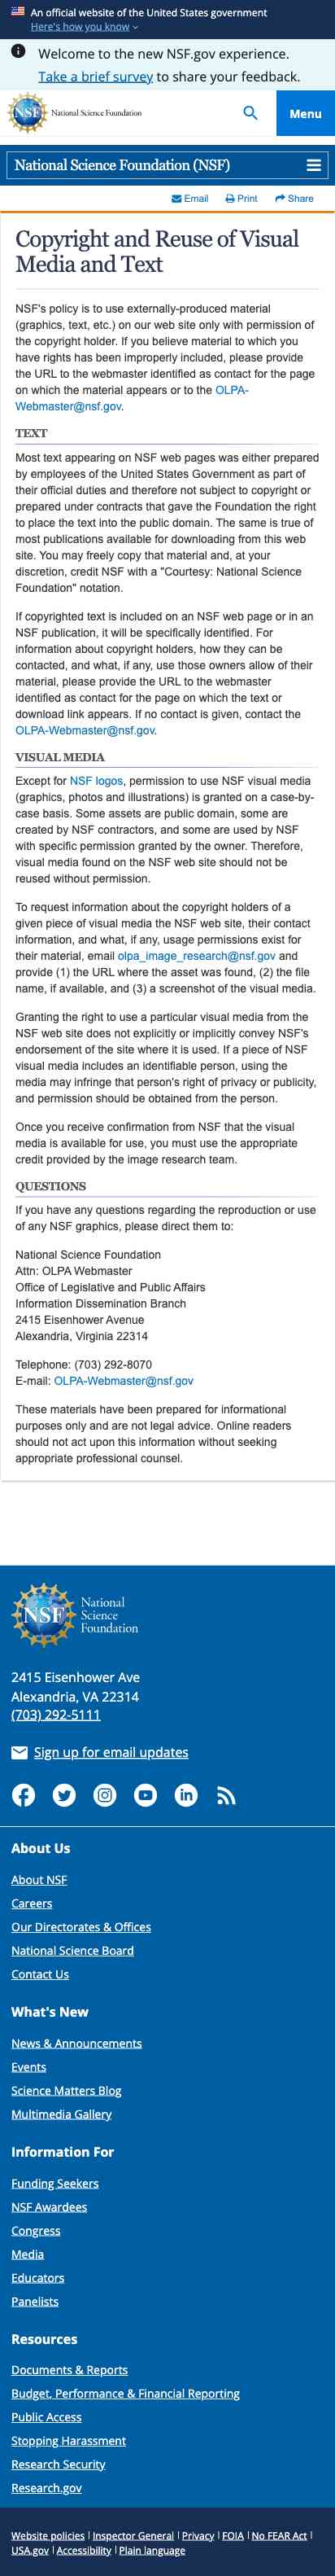 An official website of the United States government
Here's how you know
Welcome to the new NSF.gov experience.
Take a brief survey to share your feedback.
NSF National Science Foundation
Menu
National Science Foundation (NSF)
Email Print Share
Copyright and Reuse of Visual
Media and Text
NSF's policy is to use externally-produced material
(graphics, text, etc.) on our web site only with permission of
the copyright holder. If you believe material to which you
have rights has been improperly included, please provide
the URL to the webmaster identified as contact for the page
on which the material appears or to the OLPA-
Webmaster@nsf.gov.
TEXT
Most text appearing on NSF web pages was either prepared
by employees of the United States Government as part of
their official duties and therefore not subject to copyright or
prepared under contracts that gave the Foundation the right
to place the text into the public domain. The same is true of
most publications available for downloading from this web
site. You may freely copy that material and, at your
discretion, credit NSF with a "Courtesy: National Science
Foundation" notation.
If copyrighted text is included on an NSF web page or in an
NSF publication, it will be specifically identified. For
information about copyright holders, how they can be
contacted, and what, if any, use those owners allow of their
material, please provide the URL to the webmaster
identified as contact for the page on which the text or
download link appears. If no contact is given, contact the
OLPA-Webmaster@nsf.gov.
VISUAL MEDIA
Except for NSF logos, permission to use NSF visual media
(graphics, photos and illustrations) is granted on a case-by-
case basis. Some assets are public domain, some are
created by NSF contractors, and some are used by NSF
with specific permission granted by the owner. Therefore,
visual media found on the NSF web site should not be
reused without permission.
To request information about the copyright holders of a
given piece of visual media the NSF web site, their contact
information, and what, if any, usage permissions exist for
their material, email olpa_image_research@nsf.gov and
provide (1) the URL where the asset was found, (2) the file
name, if available, and (3) a screenshot of the visual media.
Granting the right to use a particular visual media from the
NSF web site does not explicitly or implicitly convey NSF's
endorsement of the site where it is used. If a piece of NSF
visual media includes an identifiable person, using the
media may infringe that person's right of privacy or publicity,
and permission should be obtained from the person.
Once you receive confirmation from NSF that the visual
media is available for use, you must use the appropriate
credit provided by the image research team.
QUESTIONS
If you have any questions regarding the reproduction or use
of any NSF graphics, please direct them to:
National Science Foundation
Attn: OLPA Webmaster
Office of Legislative and Public Affairs
Information Dissemination Branch
2415 Eisenhower Avenue
Alexandria, Virginia 22314
Telephone: (703) 292-8070
E-mail: OLPA-Webmaster@nsf.gov
These materials have been prepared for informational
purposes only and are not legal advice. Online readers
should not act upon this information without seeking
appropriate professional counsel.
NSF National
Science
Foundation
2415 Eisenhower Ave
Alexandria, VA 22314
(703) 292-5111
Sign up for email updates
About Us
About NSF
Careers
Our Directorates & Offices
National Science Board
Contact Us
What's New
News & Announcements
Events
Science Matters Blog
Multimedia Gallery
Information For
Funding Seekers
NSF Awardees
Congress
Media
Educators
Panelists
Resources
Documents & Reports
Budget, Performance & Financial Reporting
Public Access
Stopping Harassment
Research Security
Research.gov
Website policies | Inspector General | Privacy | FOIA | No FEAR Act |
USA.gov | Accessibility | Plain language